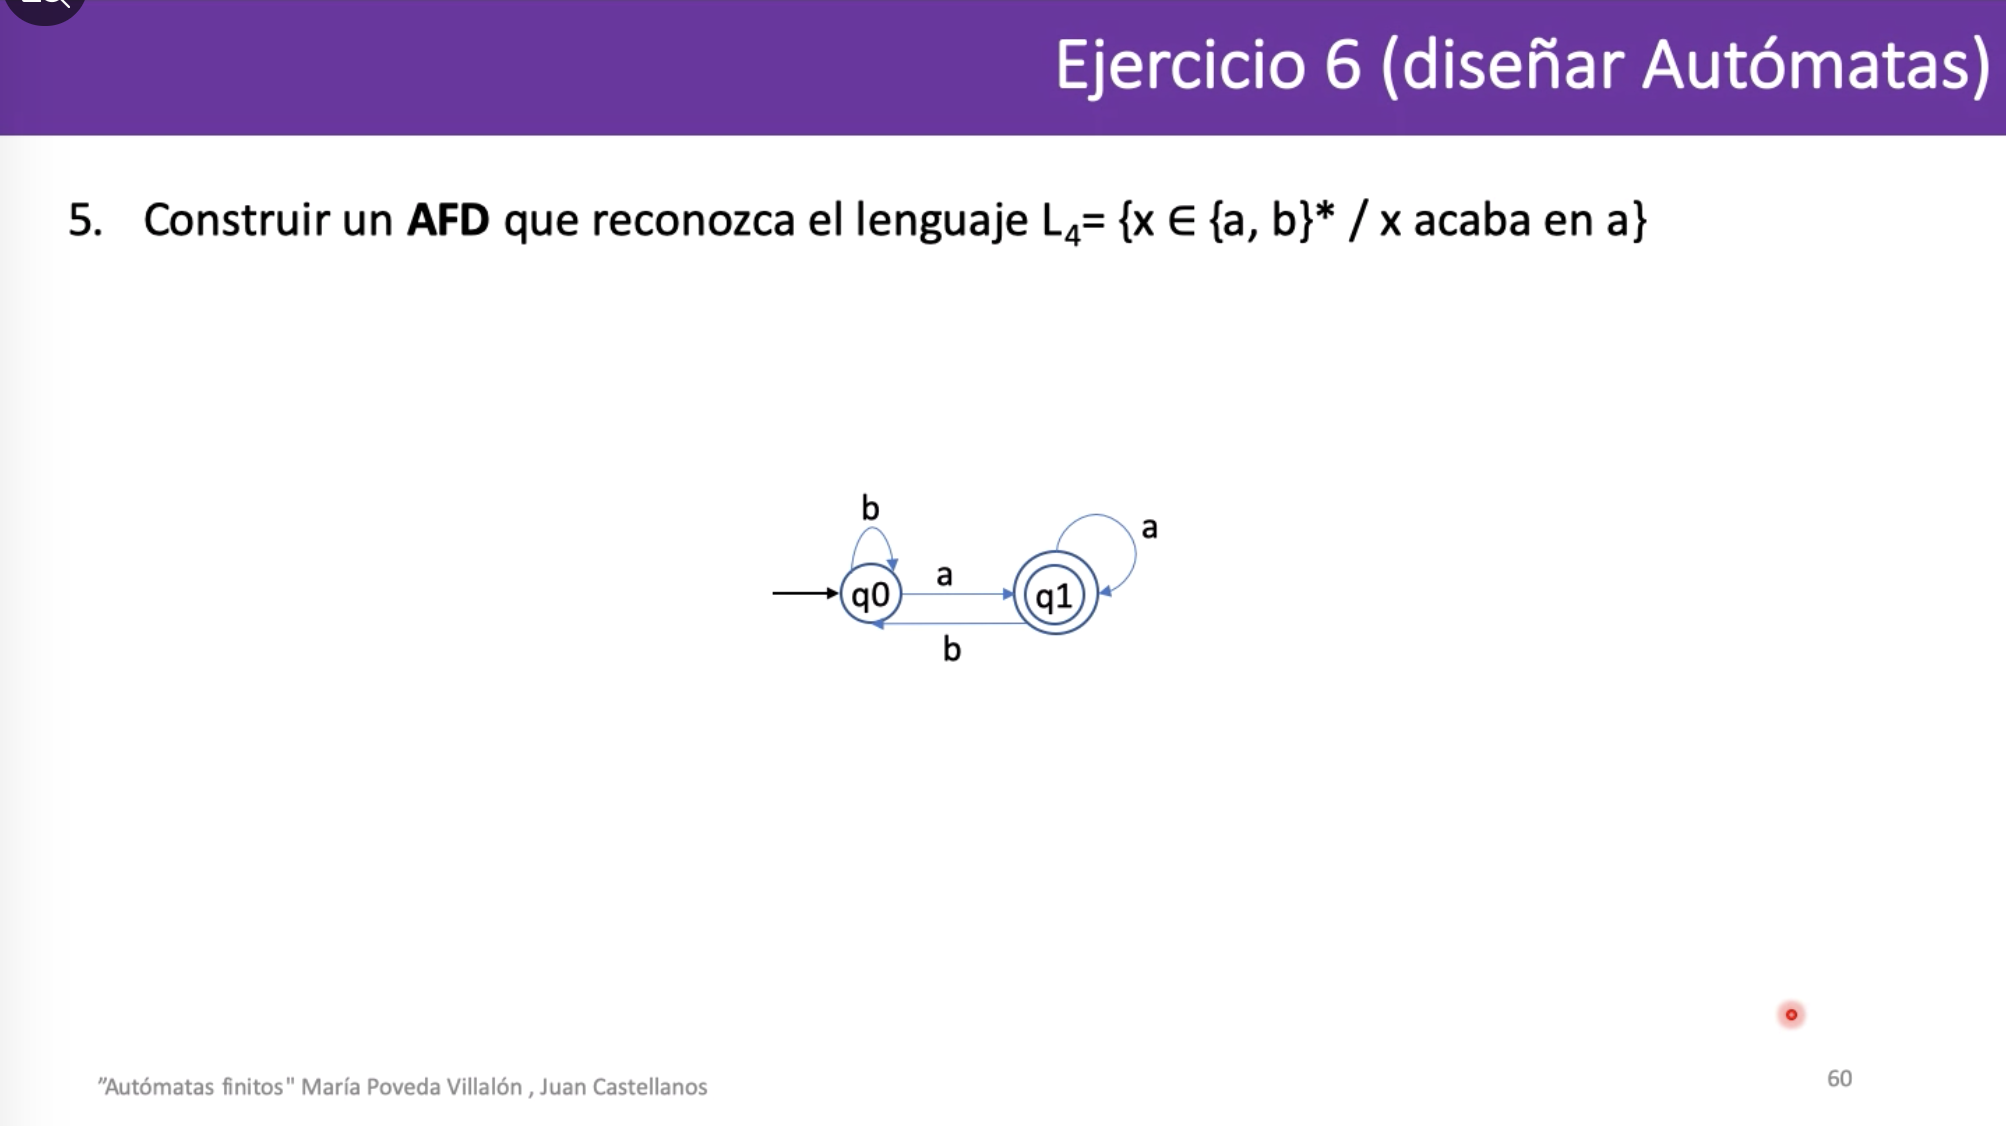 Ejercicio 6 (diseñar Autómatas)
5. Construir un AFD que reconozca el lenguaje L₄= {x ∈ {a, b}* / x acaba en a}
b
a
a
q0
q1
b
”Autómatas finitos" María Poveda Villalón , Juan Castellanos
60